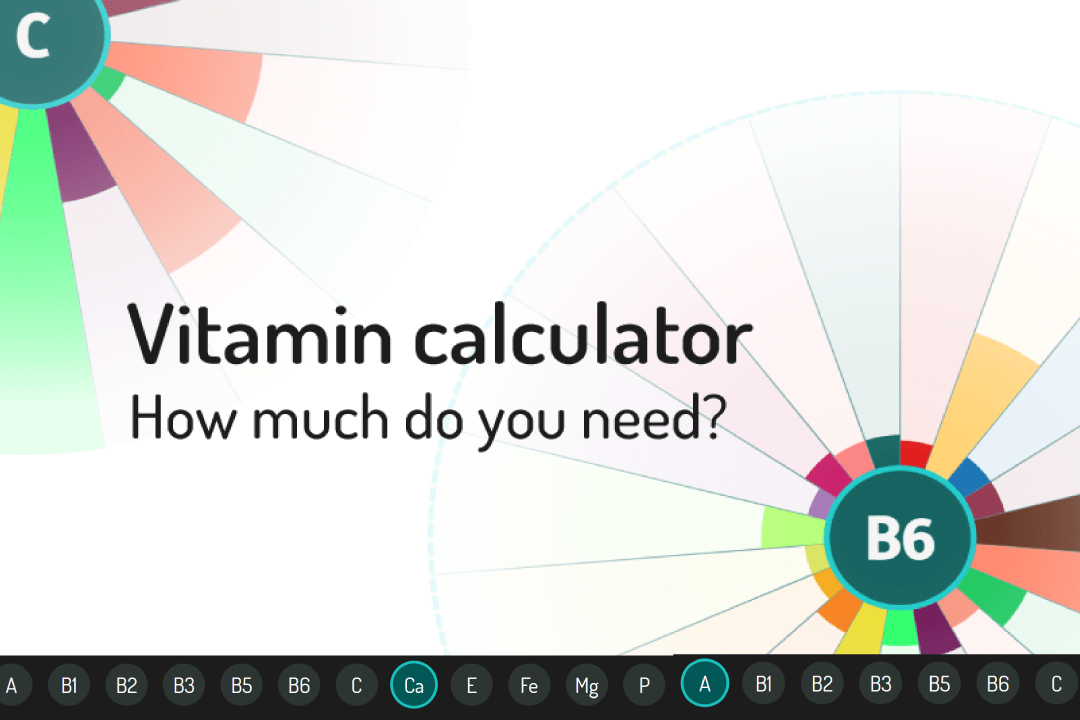 C
Vitamin calculator
How much do you need?
B6
A B1 B2 B3 B5 B6 C Ca E Fe Mg P A B1 B2 B3 B5 B6 C